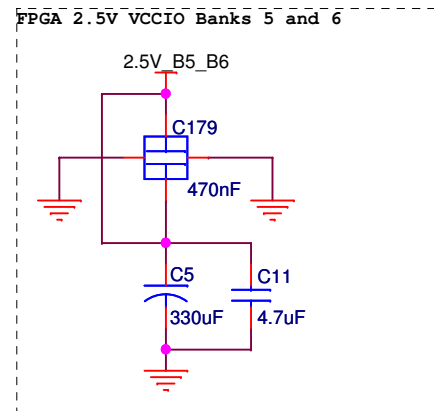 FPGA 2.5V VCCIO Banks 5 and 6
2.5V_B5_B6
C179
470nF
C5
C11
330uF
4.7uF